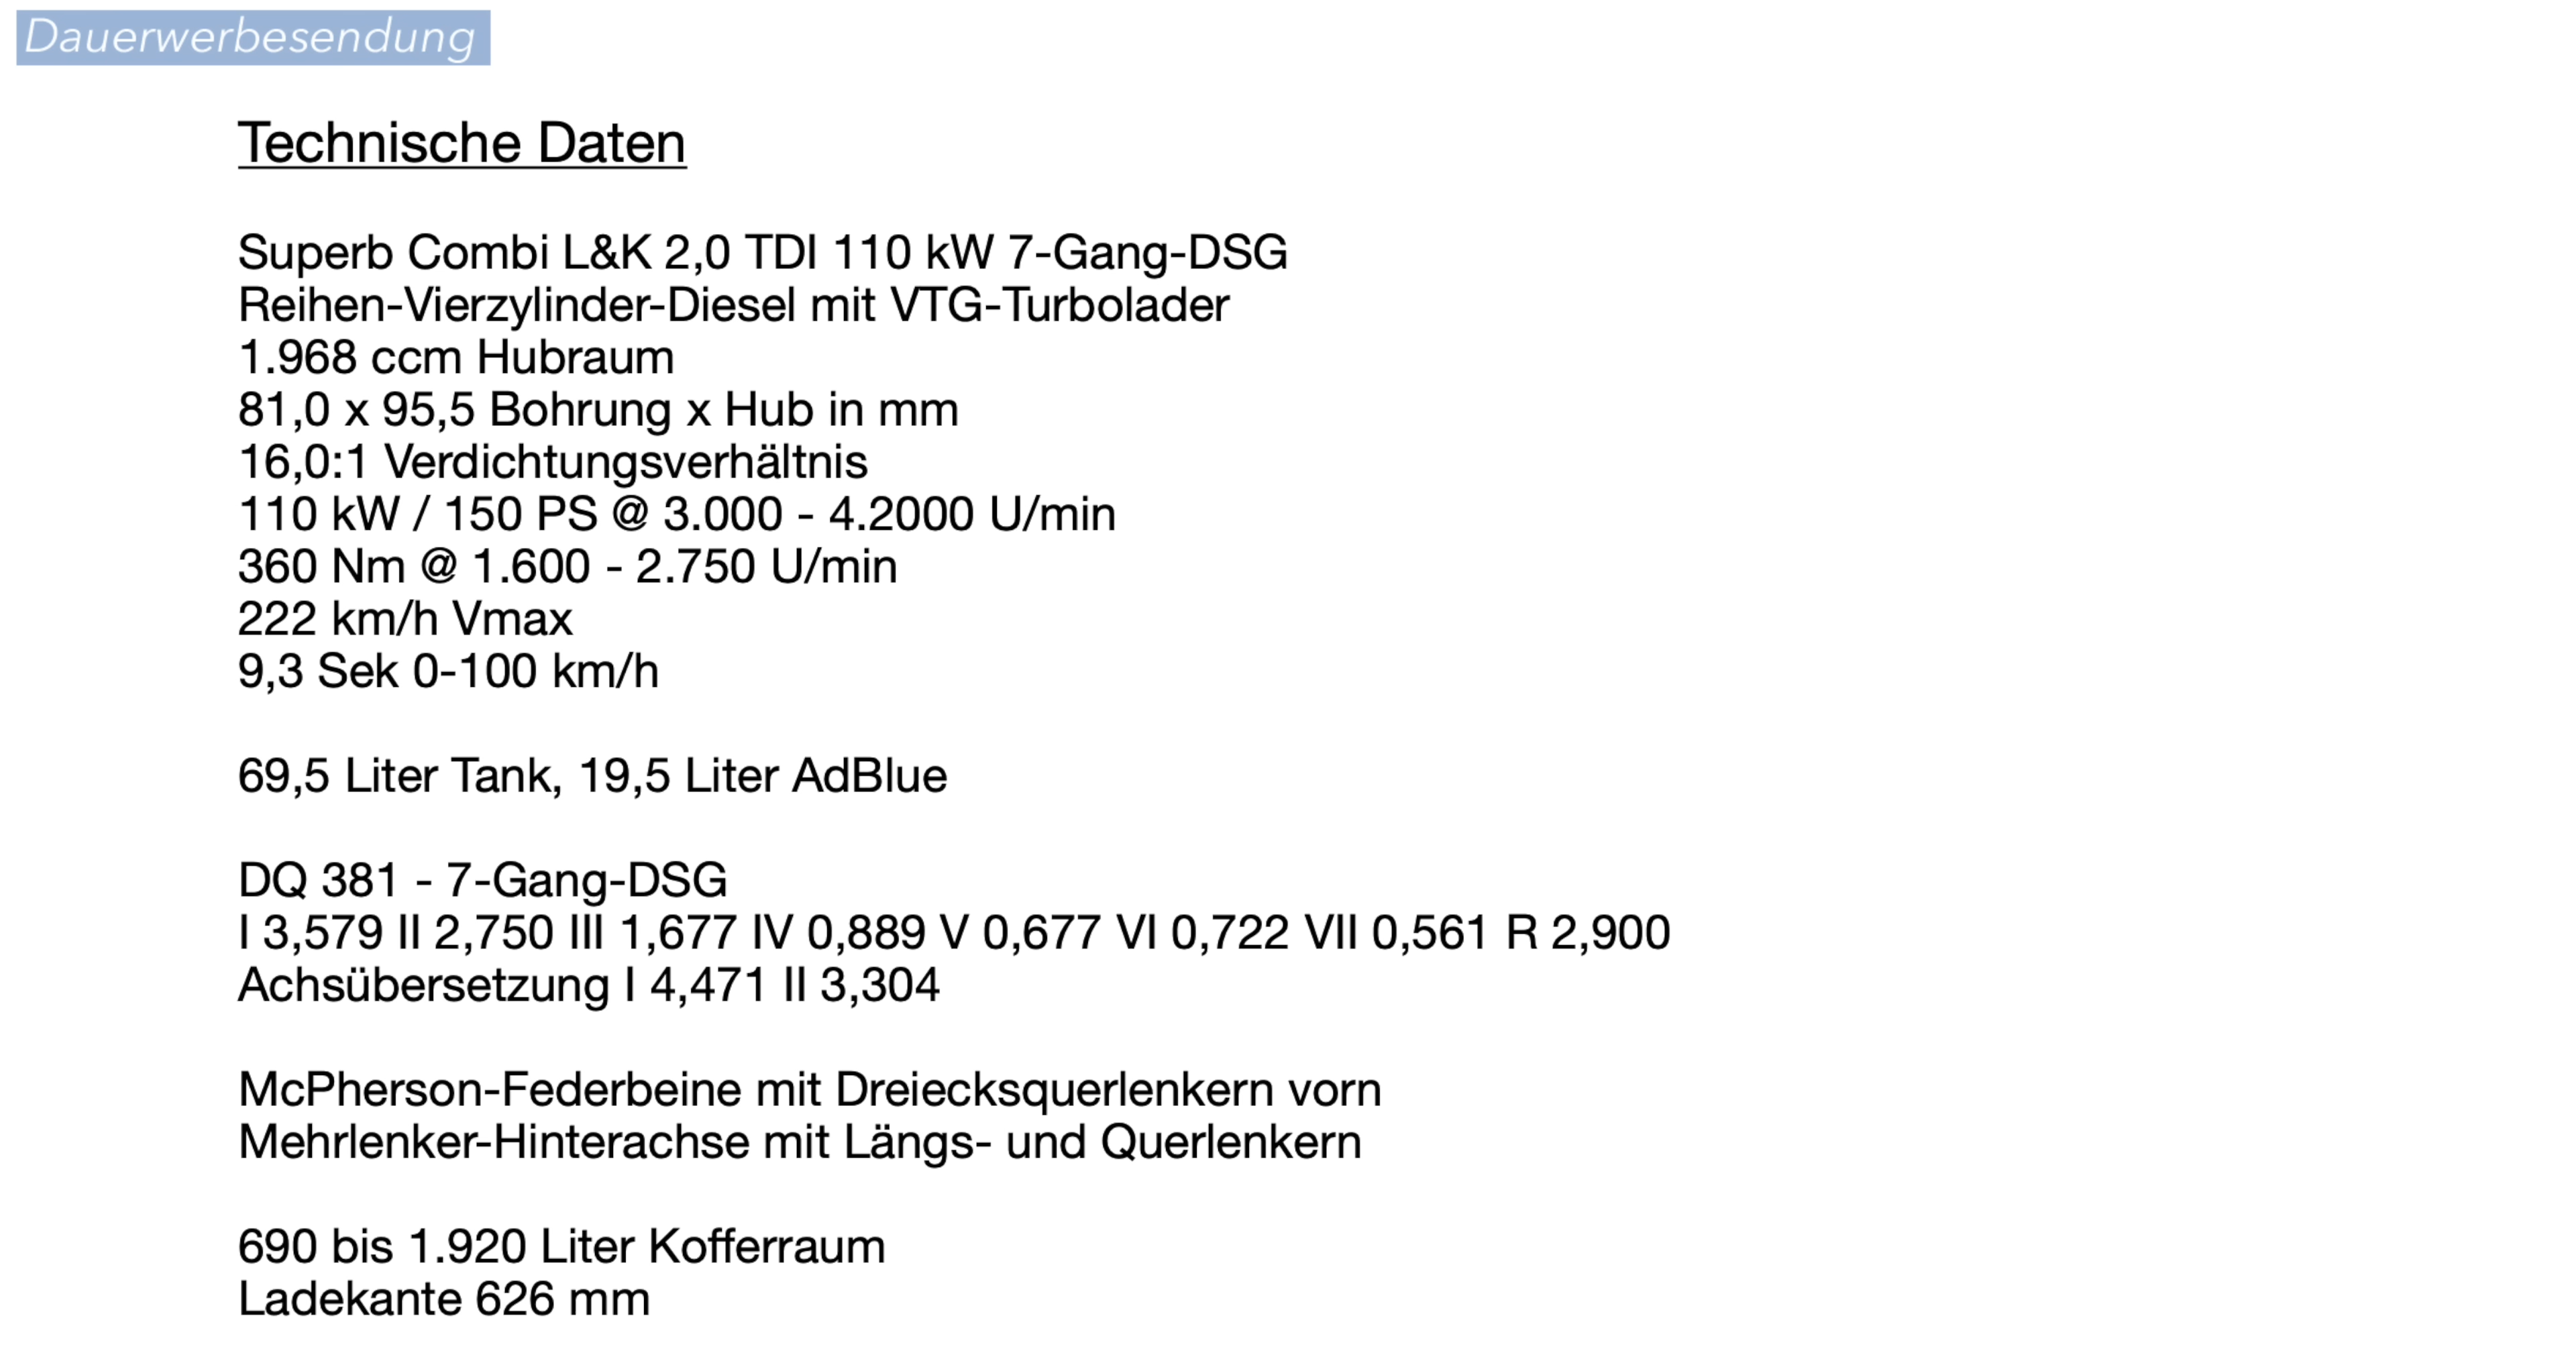 Dauerwerbesendung
Technische Daten
Superb Combi L&K 2,0 TDI 110 kW 7-Gang-DSG
Reihen-Vierzylinder-Diesel mit VTG-Turbolader
1.968 ccm Hubraum
81,0 x 95,5 Bohrung x Hub in mm
16,0:1 Verdichtungsverhältnis
110 kW / 150 PS @ 3.000 - 4.2000 U/min
360 Nm @ 1.600 - 2.750 U/min
222 km/h Vmax
9,3 Sek 0-100 km/h
69,5 Liter Tank, 19,5 Liter AdBlue
DQ 381 - 7-Gang-DSG
I 3,579 II 2,750 III 1,677 IV 0,889 V 0,677 VI 0,722 VII 0,561 R 2,900
Achsübersetzung I 4,471 II 3,304
McPherson-Federbeine mit Dreiecksquerlenkern vorn
Mehrlenker-Hinterachse mit Längs- und Querlenkern
690 bis 1.920 Liter Kofferraum
Ladekante 626 mm